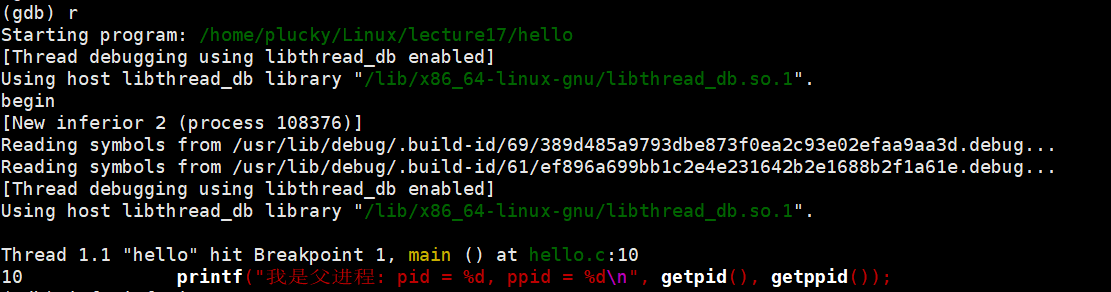 (gdb) r
Starting program: /home/plucky/Linux/lecture17/hello
[Thread debugging using libthread_db enabled]
Using host libthread_db library "/lib/x86_64-linux-gnu/libthread_db.so.1".
begin
[New inferior 2 (process 108376)]
Reading symbols from /usr/lib/debug/.build-id/69/389d485a9793dbe873f0ea2c93e02efaa9aa3d.debug...
Reading symbols from /usr/lib/debug/.build-id/61/ef896a699bb1c2e4e231642b2e1688b2f1a61e.debug...
[Thread debugging using libthread_db enabled]
Using host libthread_db library "/lib/x86_64-linux-gnu/libthread_db.so.1".
Thread 1.1 "hello" hit Breakpoint 1, main () at hello.c:10
10 printf("我是父进程: pid = %d, ppid = %d\n", getpid(), getppid());